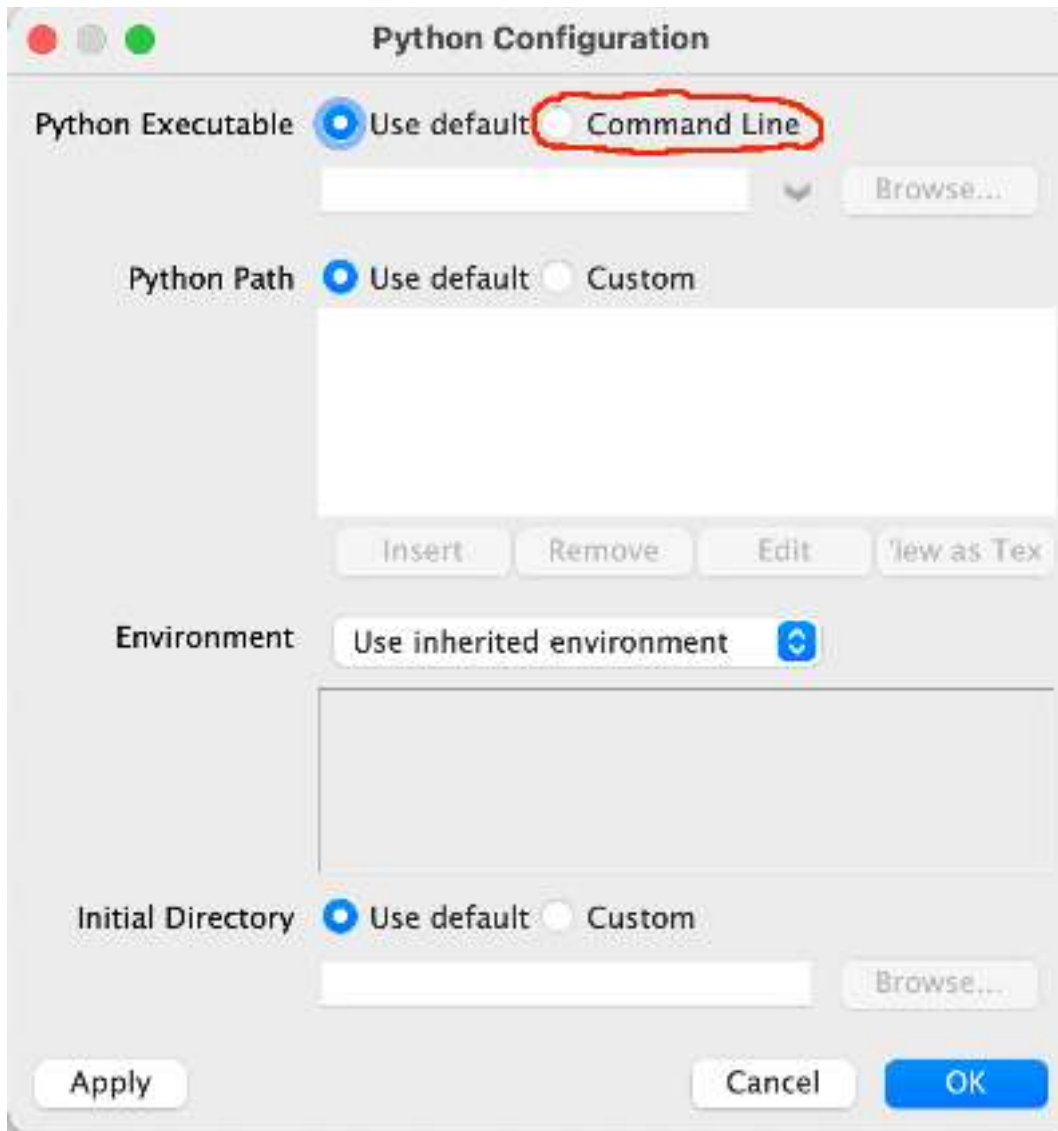 Python Configuration
Python Executable Use default Command Line
Browse...
Python Path Use default Custom
Insert Remove Edit 'iew as Tex
Environment Use inherited environment
Initial Directory Use default Custom
Browse...
Apply Cancel OK